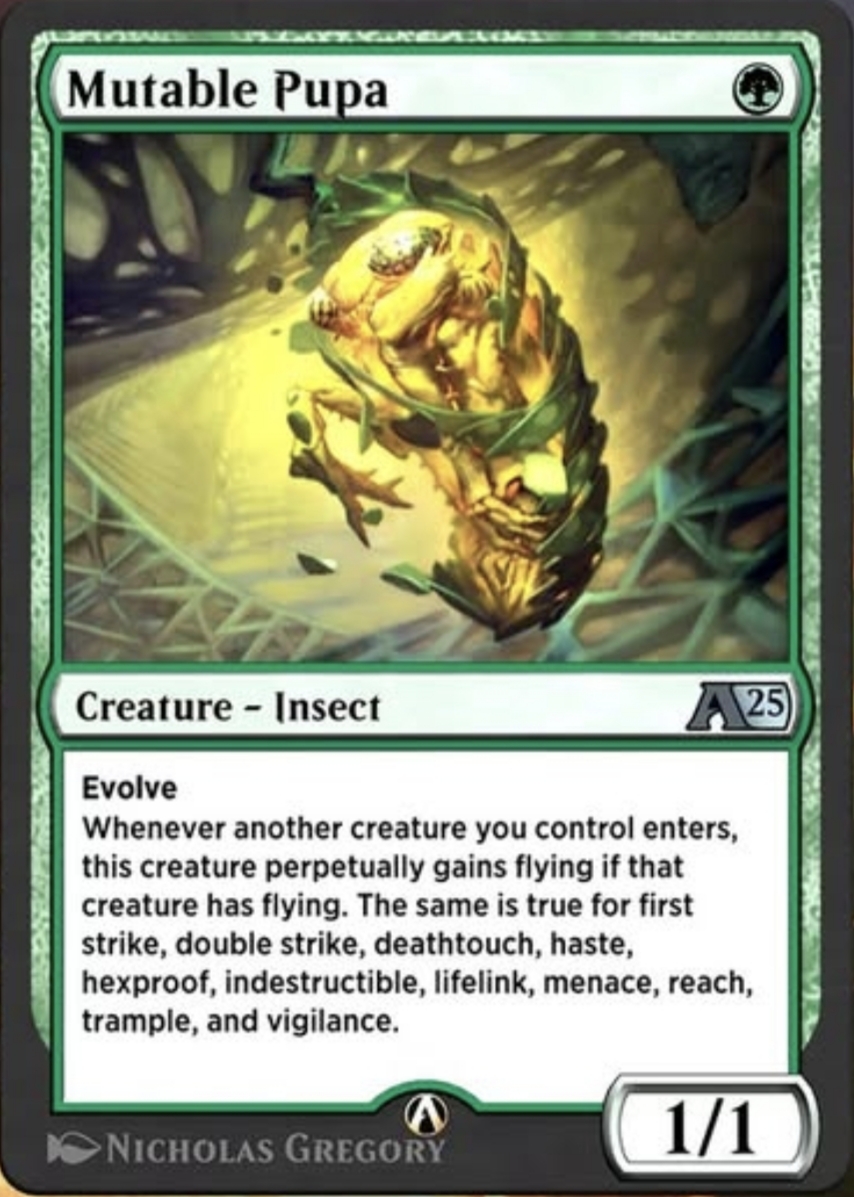 Mutable Pupa
Creature – Insect
A25
Evolve
Whenever another creature you control enters,
this creature perpetually gains flying if that
creature has flying. The same is true for first
strike, double strike, deathtouch, haste,
hexproof, indestructible, lifelink, menace, reach,
trample, and vigilance.
1/1
Nicholas Gregory